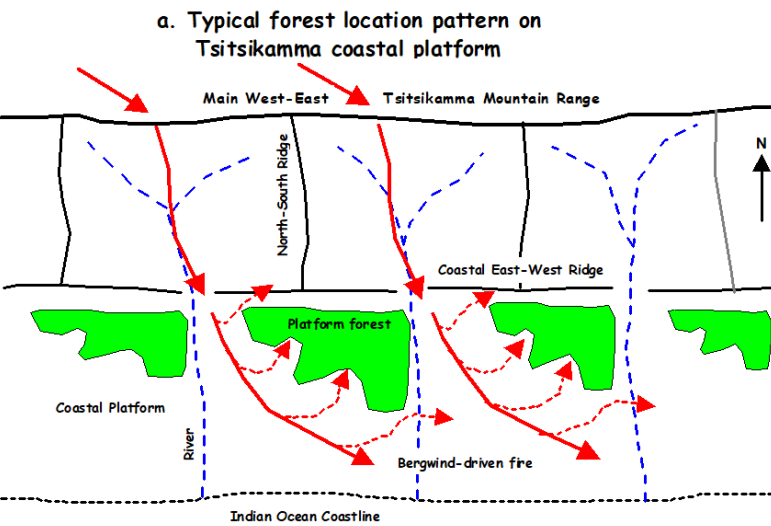 a. Typical forest location pattern on
Tsitsikamma coastal platform
Main West-East
Tsitsikamma Mountain Range
N
North-South Ridge
Coastal East-West Ridge
Platform forest
Coastal Platform
River
Bergwind-driven fire
Indian Ocean Coastline